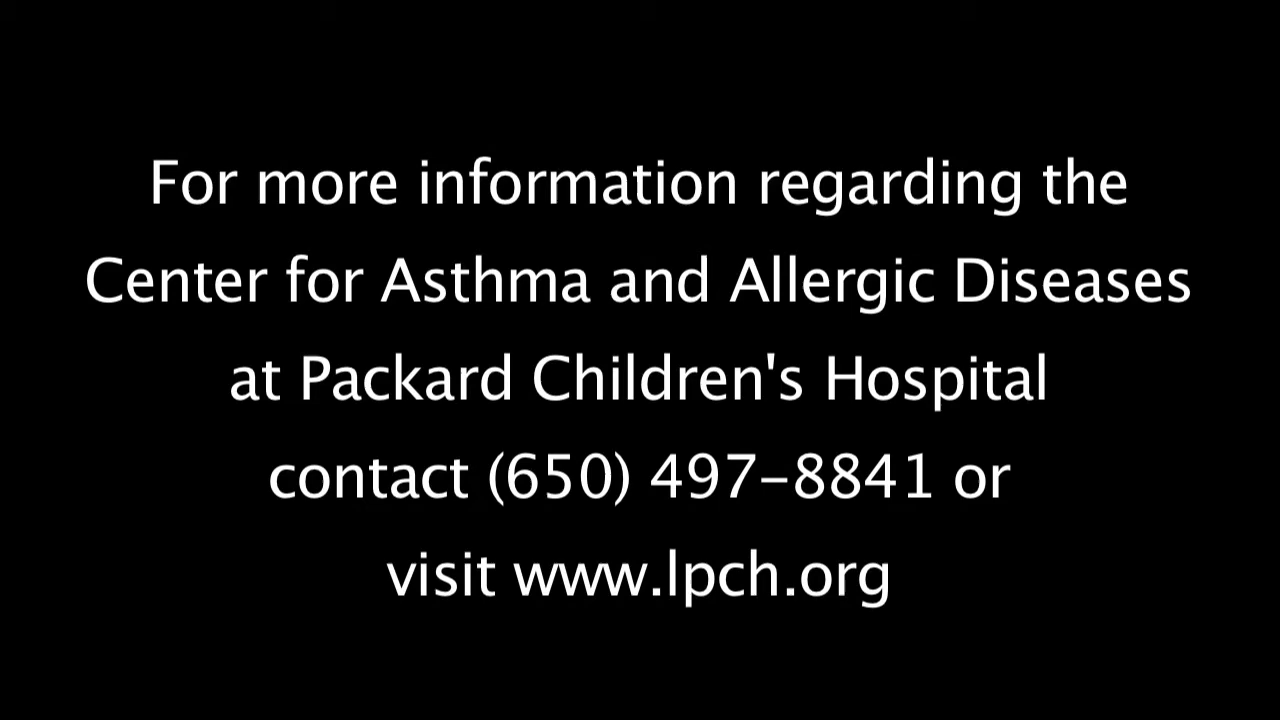 For more information regarding the
Center for Asthma and Allergic Diseases
at Packard Children's Hospital
contact (650) 497-8841 or
visit www.lpch.org